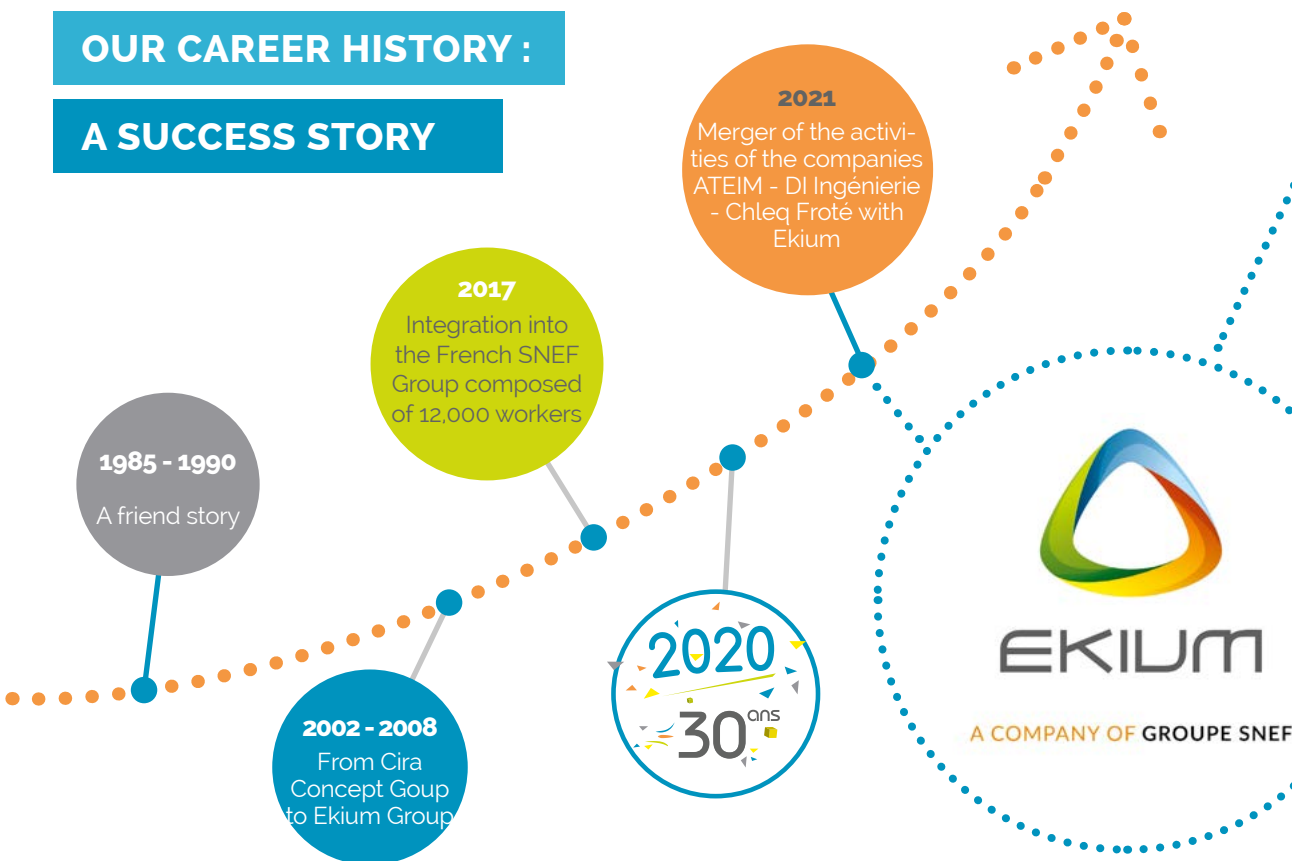 OUR CAREER HISTORY :
A SUCCESS STORY
1985 - 1990
A friend story
2002 - 2008
From Cira
Concept Goup
to Ekium Group
2017
Integration into
the French SNEF
Group composed
of 12,000 workers
2020
30 ans
2021
Merger of the activi-
ties of the companies
ATEIM - DI Ingénierie
- Chleq Froté with
Ekium
EKIUM
A COMPANY OF GROUPE SNEF